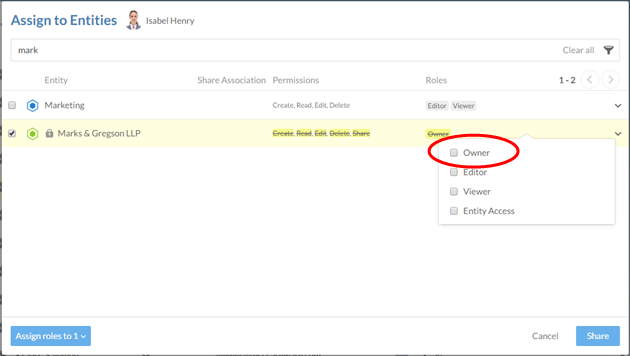 Assign to Entities Isabel Henry
mark Clear all
Entity Share Association Permissions Roles 1 - 2
Marketing Create, Read, Edit, Delete Editor Viewer
Marks & Gregson LLP Create, Read, Edit, Delete, Share Owner
Owner
Editor
Viewer
Entity Access
Assign roles to 1 Cancel Share